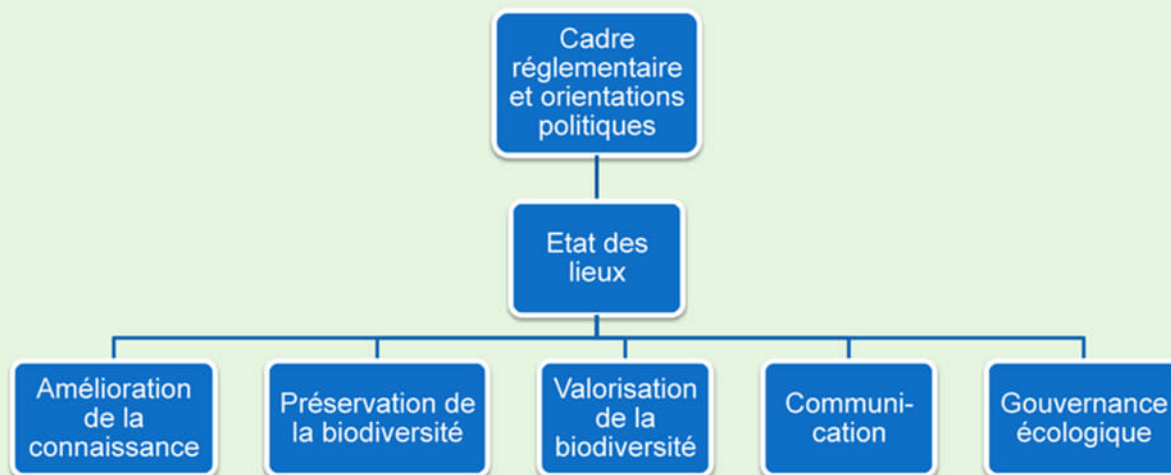 Cadre
réglementaire
et orientations
politiques
Etat des
lieux
Amélioration
de la
connaissance
Préservation de
la biodiversité
Valorisation
de la
biodiversité
Communi-
cation
Gouvernance
écologique